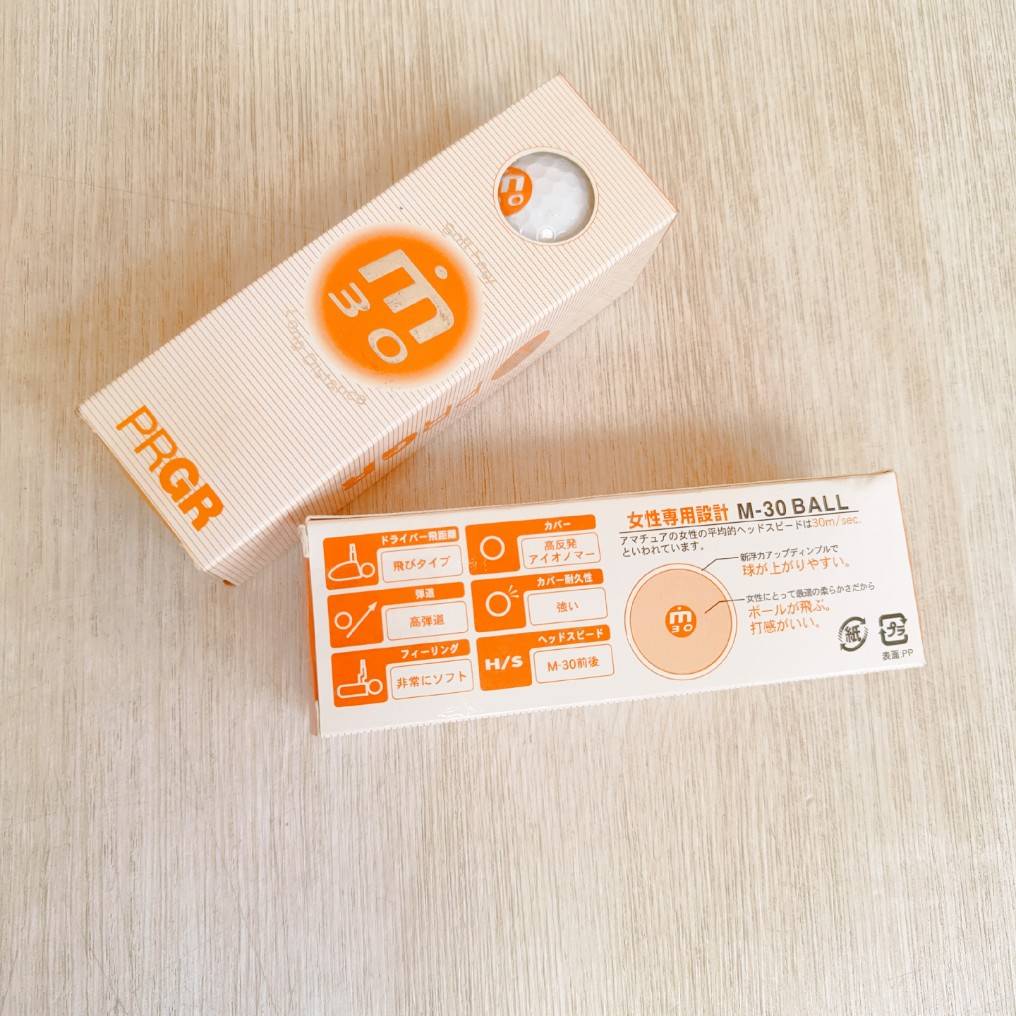 m
30
m
30
Soft Feel
Long Distance
PRGR
ドライバー飛距離
飛びタイプ
弾道
高弾道
フィーリング
非常にソフト
カバー
高反発
アイオノマー
カバー耐久性
強い
ヘッドスピード
H/S
M-30前後
女性専用設計 M-30 BALL
アマチュアの女性の平均的ヘッドスピードは30m/sec.
といわれています。
新浮力アップディンプルで
球が上がりやすい。
女性にとって最適の柔らかさだから
ボールが飛ぶ。
打感がいい。
m
30
紙
プラ
表面:PP